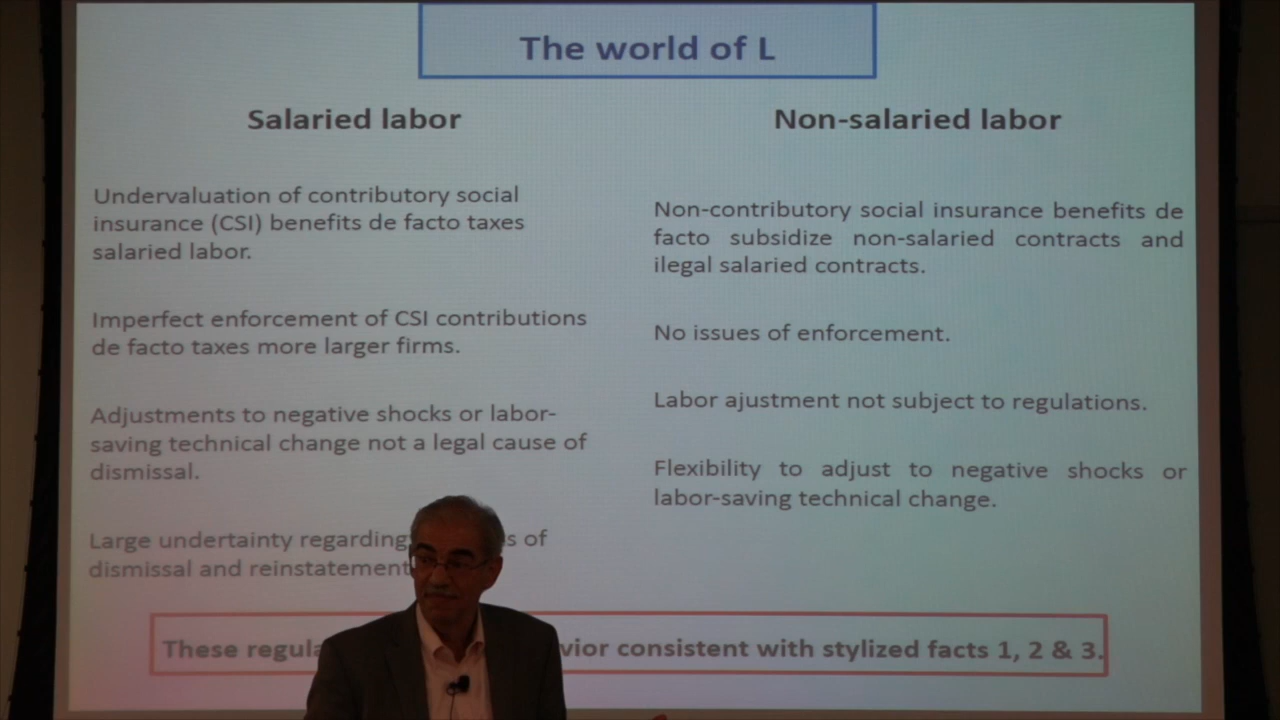 The world of L
Salaried labor
Undervaluation of contributory social
insurance (CSI) benefits de facto taxes
salaried labor.
Imperfect enforcement of CSI contributions
de facto taxes more larger firms.
Adjustments to negative shocks or labor-
saving technical change not a legal cause of
dismissal.
Large undertainty regarding of
dismissal and reinstatement
Non-salaried labor
Non-contributory social insurance benefits de
facto subsidize non-salaried contracts and
ilegal salaried contracts.
No issues of enforcement.
Labor ajustment not subject to regulations.
Flexibility to adjust to negative shocks or
labor-saving technical change.
These consistent with stylized facts 1, 2 & 3.